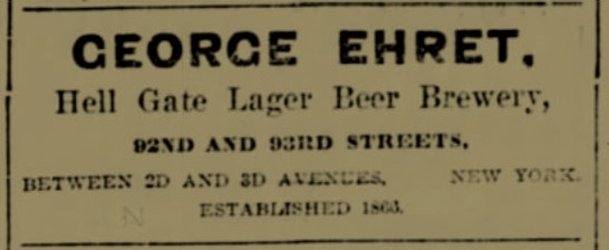 GEORGE EHRET,
Hell Gate Lager Beer Brewery,
92ND AND 93RD STREETS,
BETWEEN 2D AND 3D AVENUES, NEW YORK.
ESTABLISHED 1866.